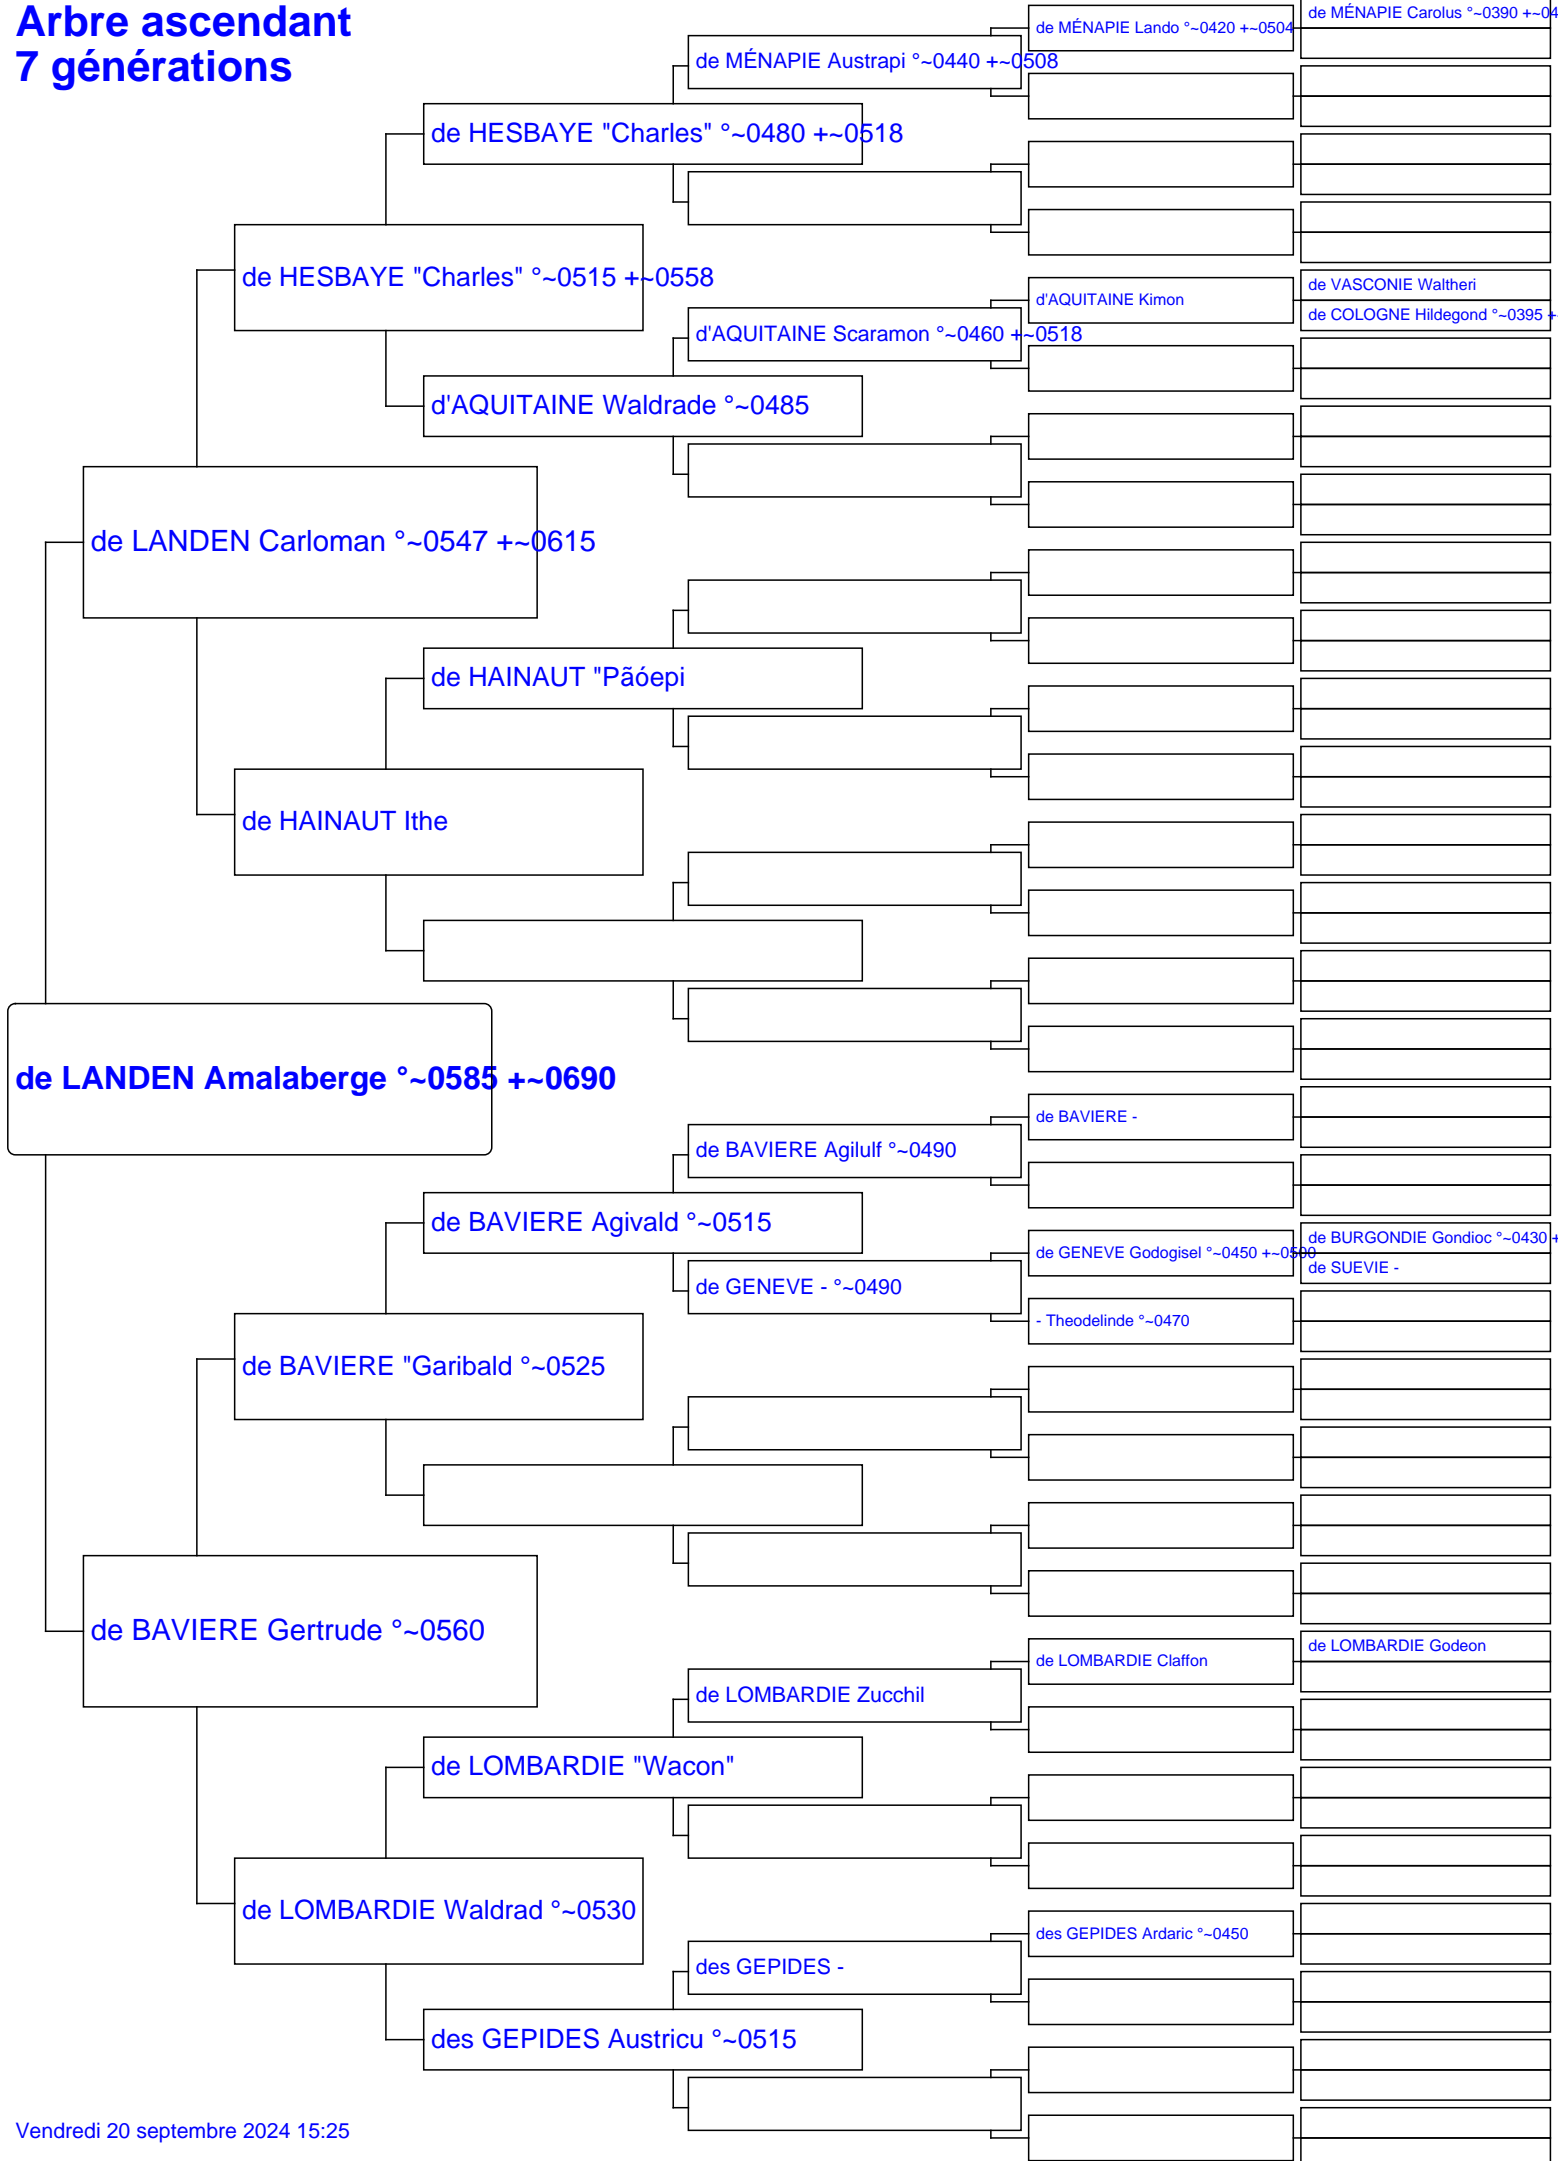 Arbre ascendant
7 générations
de MÉNAPIE Carolus °~0390 +~04
de MÉNAPIE Lando °~0420 +~0504
de MÉNAPIE Austrapi °~0440 +~0508
de HESBAYE "Charles" °~0480 +~0518
de HESBAYE "Charles" °~0515 +~0558
de VASCONIE Waltheri
d'AQUITAINE Kimon
de COLOGNE Hildegond °~0395 +
d'AQUITAINE Scaramon °~0460 +~0518
d'AQUITAINE Waldrade °~0485
de LANDEN Carloman °~0547 +~0615
de HAINAUT "Pãóepi
de HAINAUT Ithe
de LANDEN Amalaberge °~0585 +~0690
de BAVIERE -
de BAVIERE Agilulf °~0490
de BAVIERE Agivald °~0515
de BURGONDIE Gondioc °~0430 +
de GENEVE Godogisel °~0450 +~0500
de SUEVIE -
de GENEVE - °~0490
- Theodelinde °~0470
de BAVIERE "Garibald °~0525
de BAVIERE Gertrude °~0560
de LOMBARDIE Godeon
de LOMBARDIE Claffon
de LOMBARDIE Zucchil
de LOMBARDIE "Wacon"
de LOMBARDIE Waldrad °~0530
des GEPIDES Ardaric °~0450
des GEPIDES -
des GEPIDES Austricu °~0515
Vendredi 20 septembre 2024 15:25